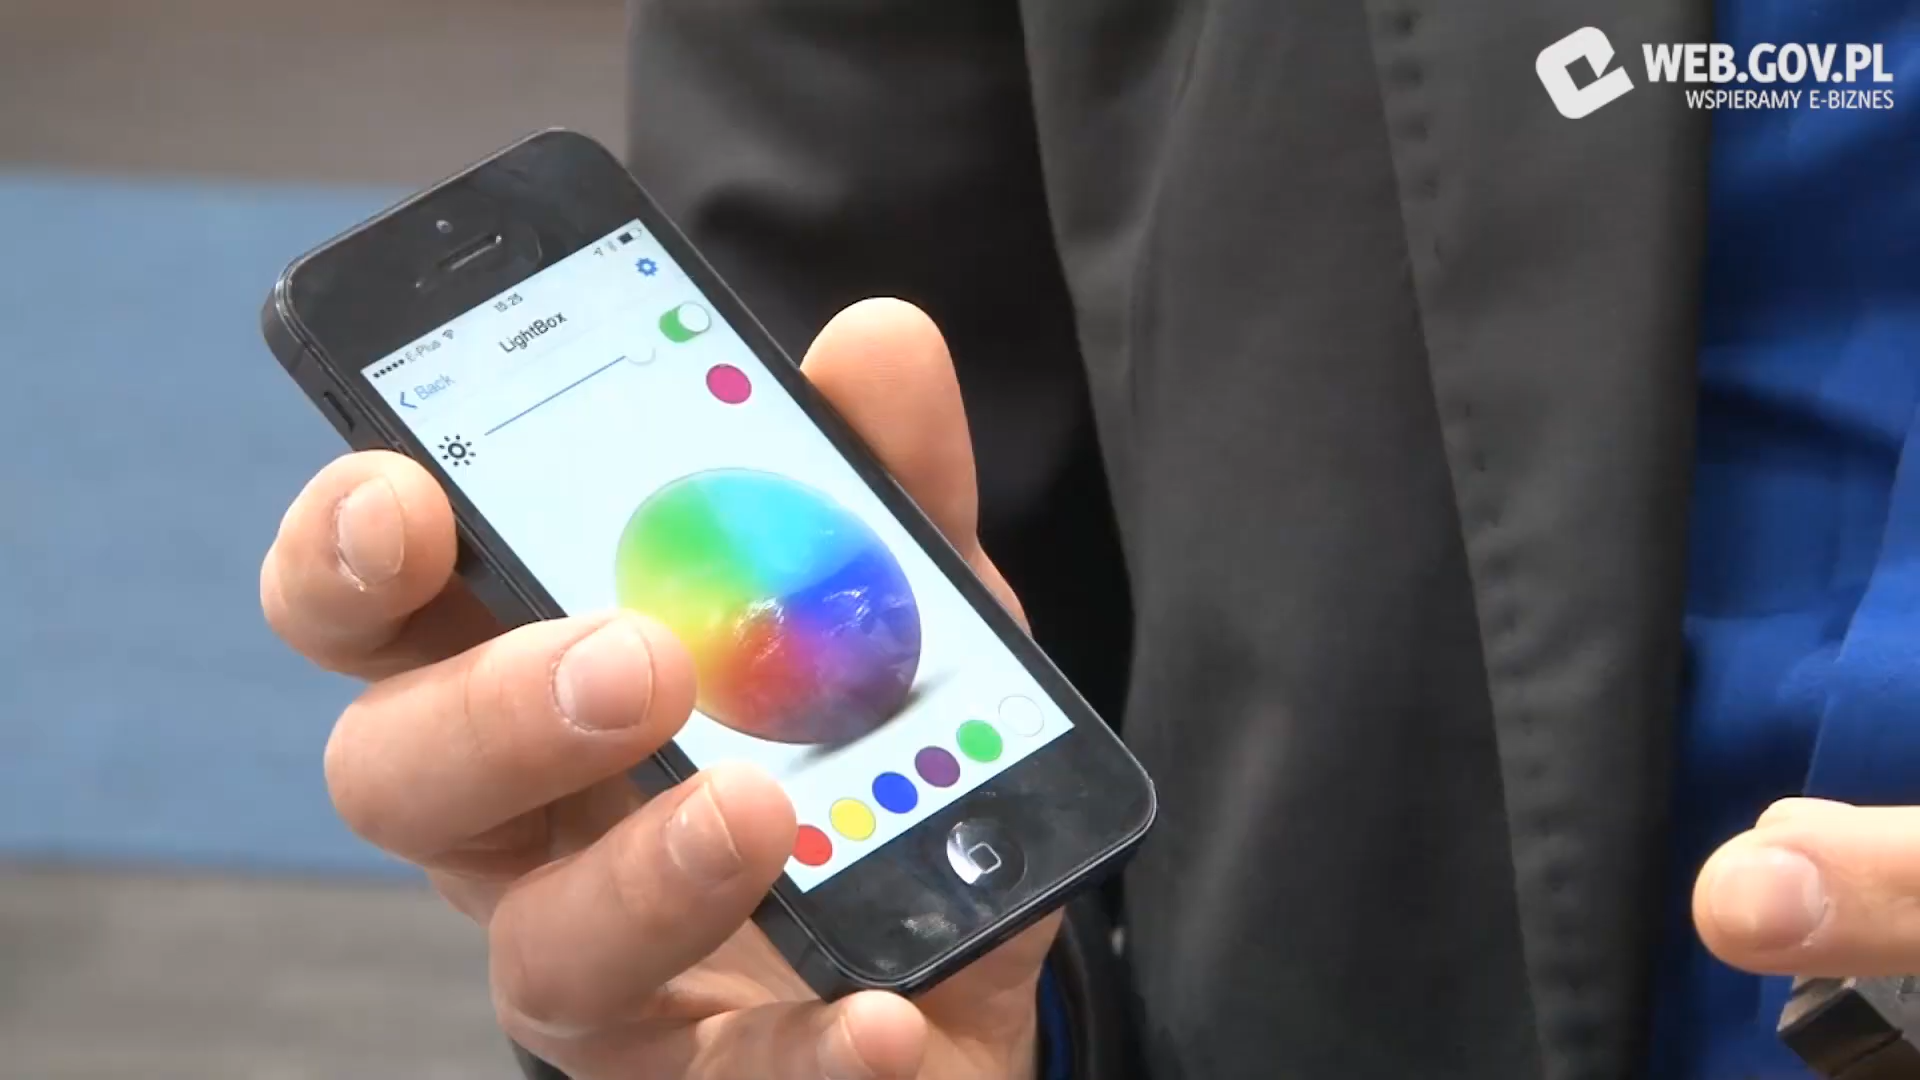 WEB.GOV.PL
WSPIERAMY E-BIZNES
E-Plus
15:25
Back
LightBox